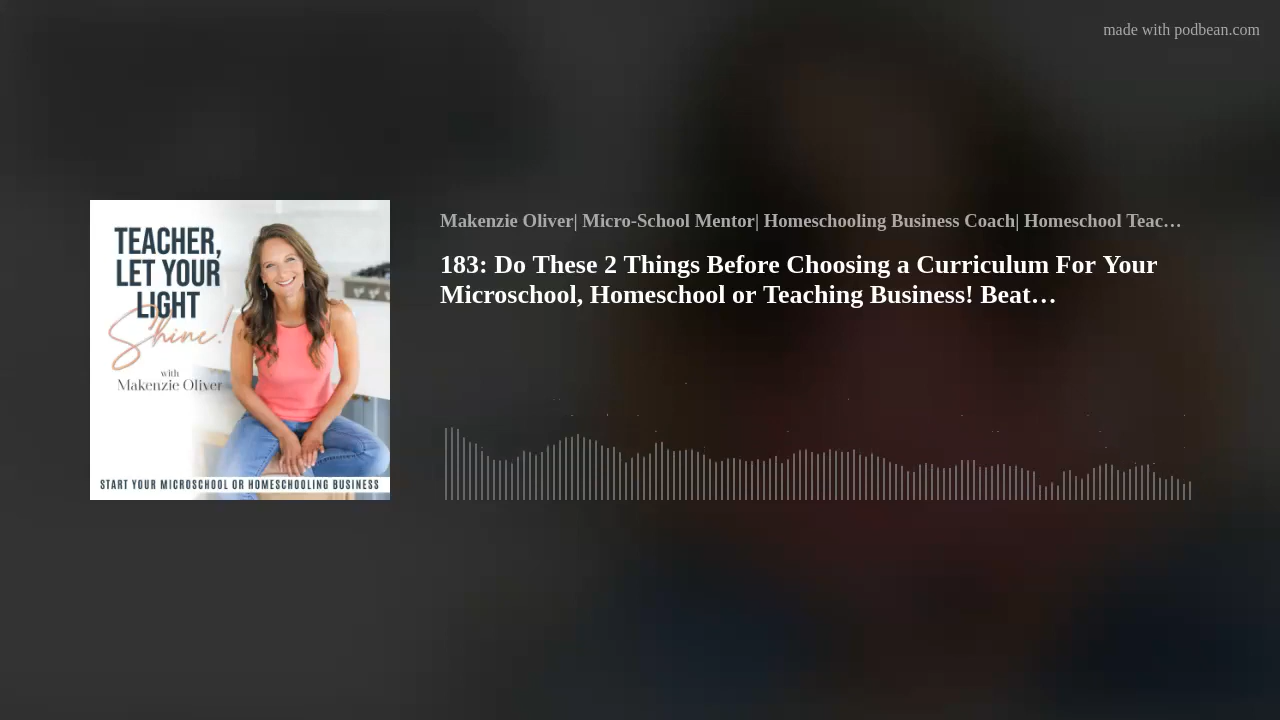 made with podbean.com
TEACHER,
LET YOUR
LIGHT
Shine!
with
Makenzie Oliver
START YOUR MICROSCHOOL OR HOMESCHOOLING BUSINESS
Makenzie Oliver| Micro-School Mentor| Homeschooling Business Coach| Homeschool Teac…
183: Do These 2 Things Before Choosing a Curriculum For Your
Microschool, Homeschool or Teaching Business! Beat…